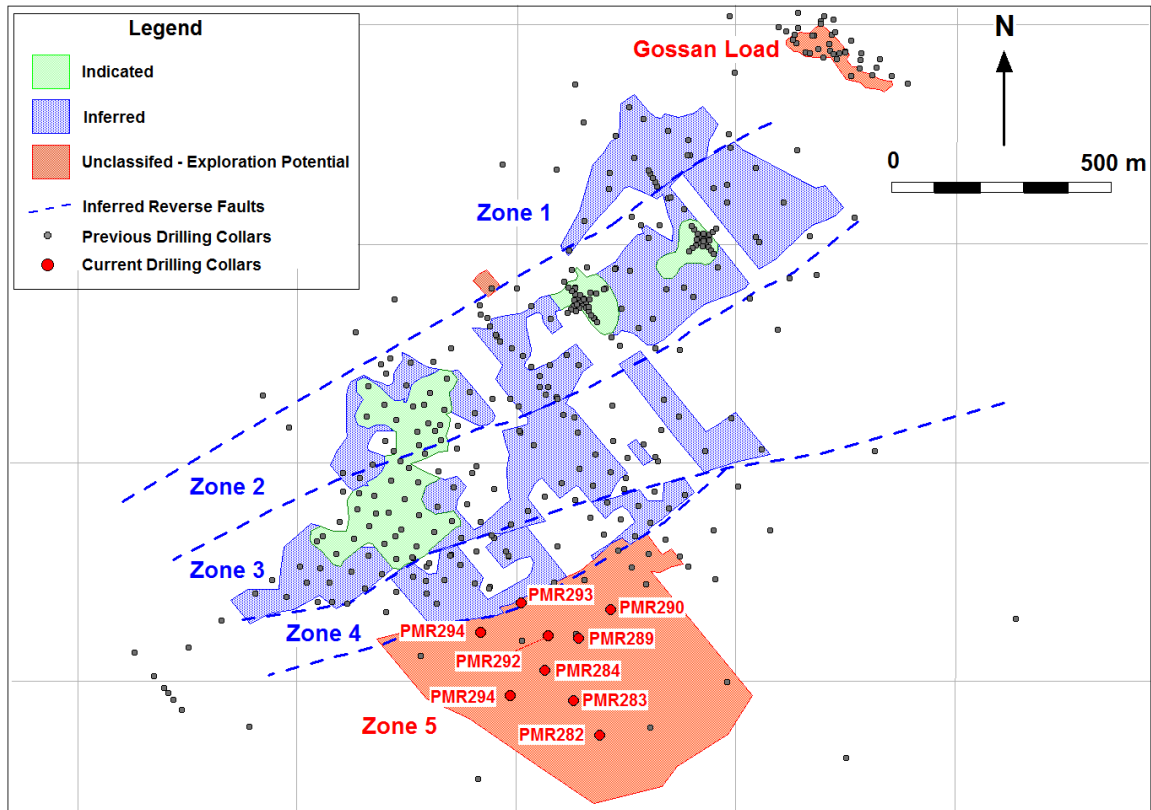 Legend
Indicated
Inferred
Unclassifed - Exploration Potential
Inferred Reverse Faults
Previous Drilling Collars
Current Drilling Collars
Gossan Load
N
0 500 m
Zone 1
Zone 2
Zone 3
Zone 4
Zone 5
PMR293
PMR290
PMR294
PMR289
PMR292
PMR284
PMR294
PMR283
PMR282